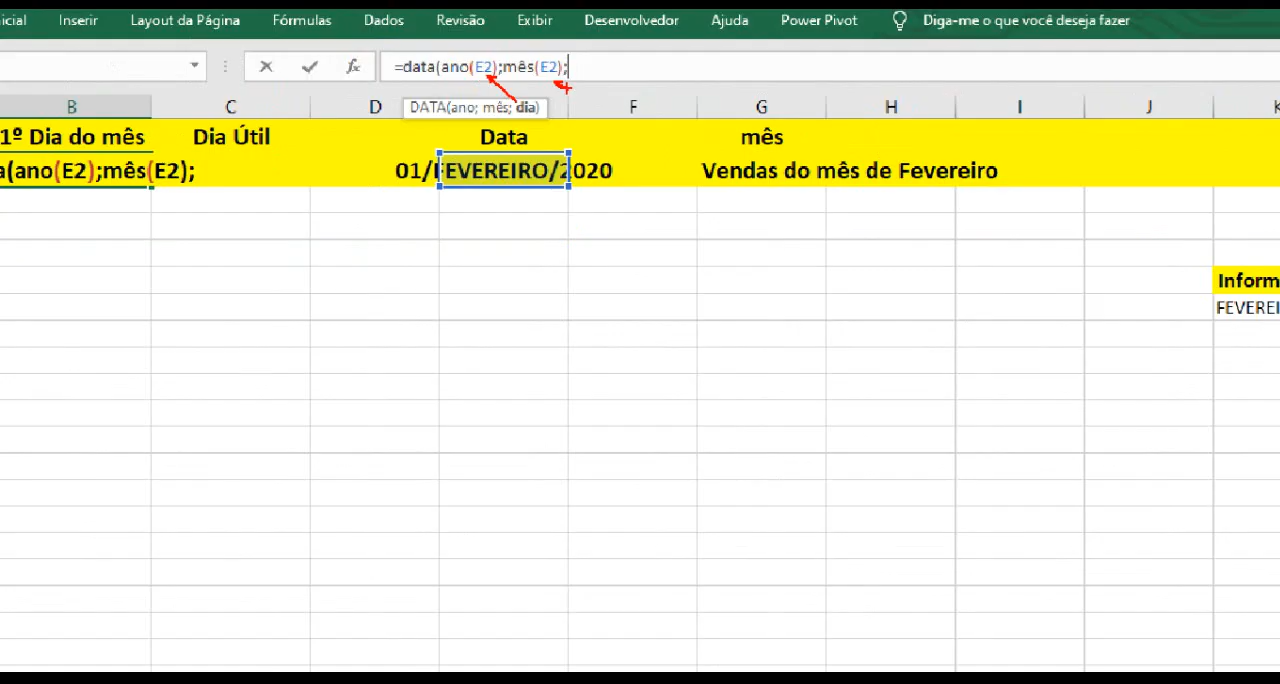 icial Inserir Layout da Página Fórmulas Dados Revisão Exibir Desenvolvedor Ajuda Power Pivot Diga-me o que você deseja fazer
fx =data(ano(E2);mês(E2);
B C D DATA(ano; mês; dia) F G H I J K
1º Dia do mês Dia Útil Data mês
a(ano(E2);mês(E2); 01/FEVEREIRO/2020 Vendas do mês de Fevereiro
Inform
FEVEREI